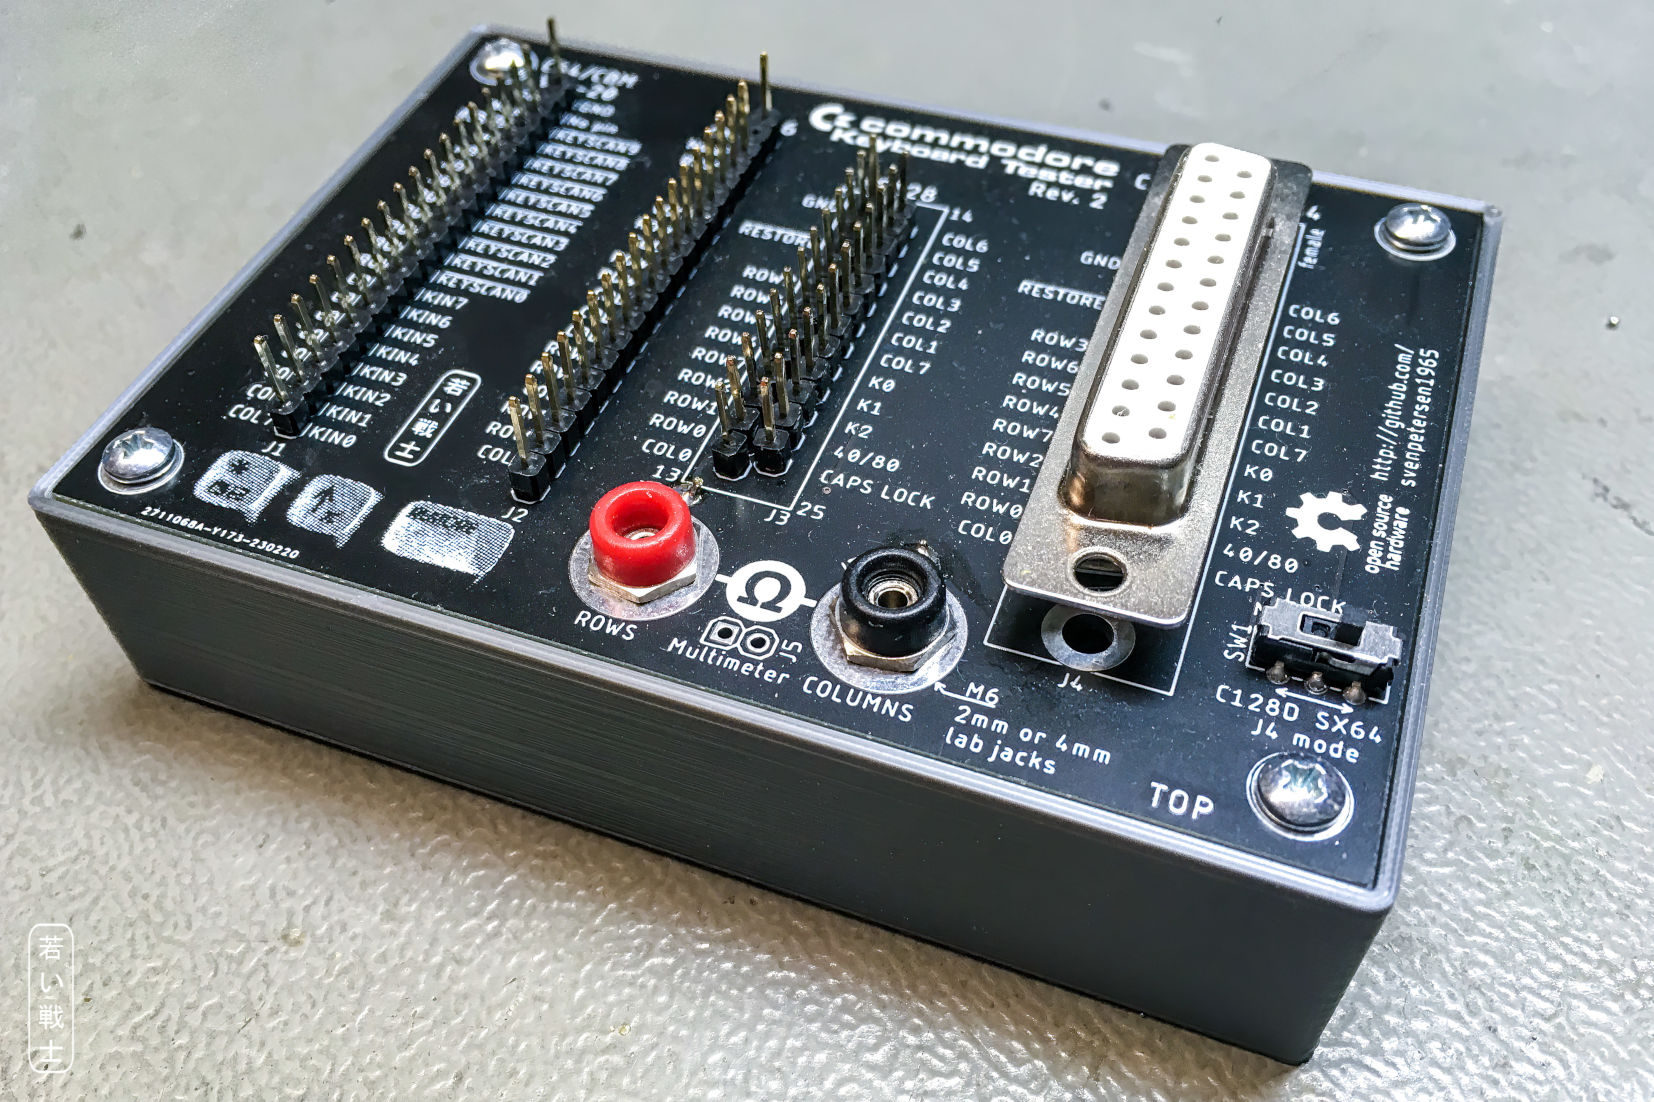 C64/CBM
-20
GND
No pin
KEYSCAN7
KEYSCAN6
KEYSCAN5
KEYSCAN4
KEYSCAN3
KEYSCAN2
KEYSCAN1
KEYSCAN0
KIN7
KIN6
KIN5
KIN4
KIN3
KIN2
KIN1
KIN0
J1
若い戦士
2711068A-Y173-230220
J2
commodore
Keyboard Tester
Rev. 2
28
14
GND
RESTORE
ROW1
ROW0
COL0
13
COL6
COL5
COL4
COL3
COL2
COL1
COL7
K0
K1
K2
40/80
CAPS LOCK
25
J3
GND
RESTORE
ROW3
ROW6
ROW5
ROW4
ROW7
ROW2
ROW1
ROW0
COL0
female
COL6
COL5
COL4
COL3
COL2
COL1
COL7
K0
K1
K2
40/80
CAPS LOCK
J4
http://github.com/
svenpetersen1965
open source
hardware
ROWS
Ω
J5
Multimeter
COLUMNS
M6
2mm or 4mm
lab jacks
SW1
C128D SX64
J4 mode
TOP
若い戦士